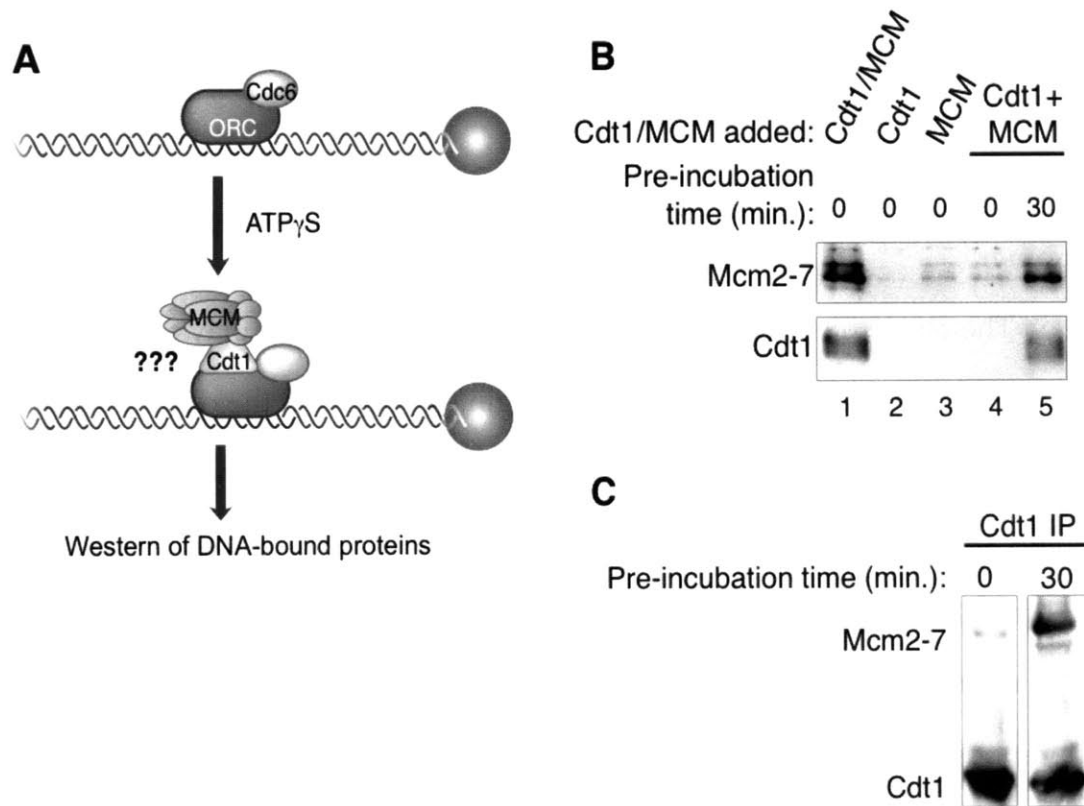 A
Cdc6
ORC
ATPγS
MCM
???
Cdt1
Western of DNA-bound proteins
B
Cdt1/MCM added:
Cdt1/MCM
Cdt1
MCM
Cdt1+
MCM
Pre-incubation
time (min.): 0 0 0 0 30
Mcm2-7
Cdt1
1 2 3 4 5
C
Cdt1 IP
Pre-incubation time (min.): 0 30
Mcm2-7
Cdt1